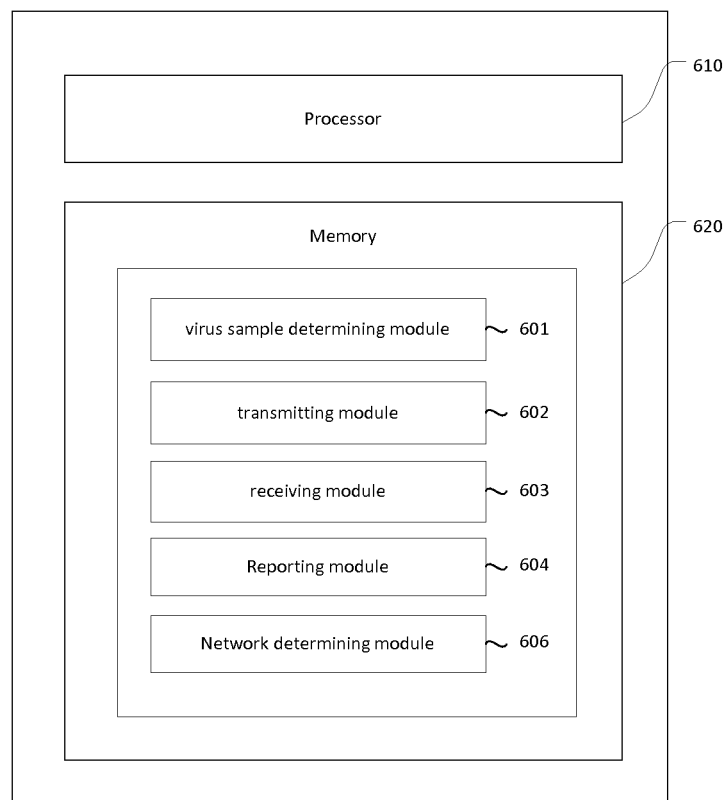 610
Processor
620
Memory
virus sample determining module 601
transmitting module 602
receiving module 603
Reporting module 604
Network determining module 606